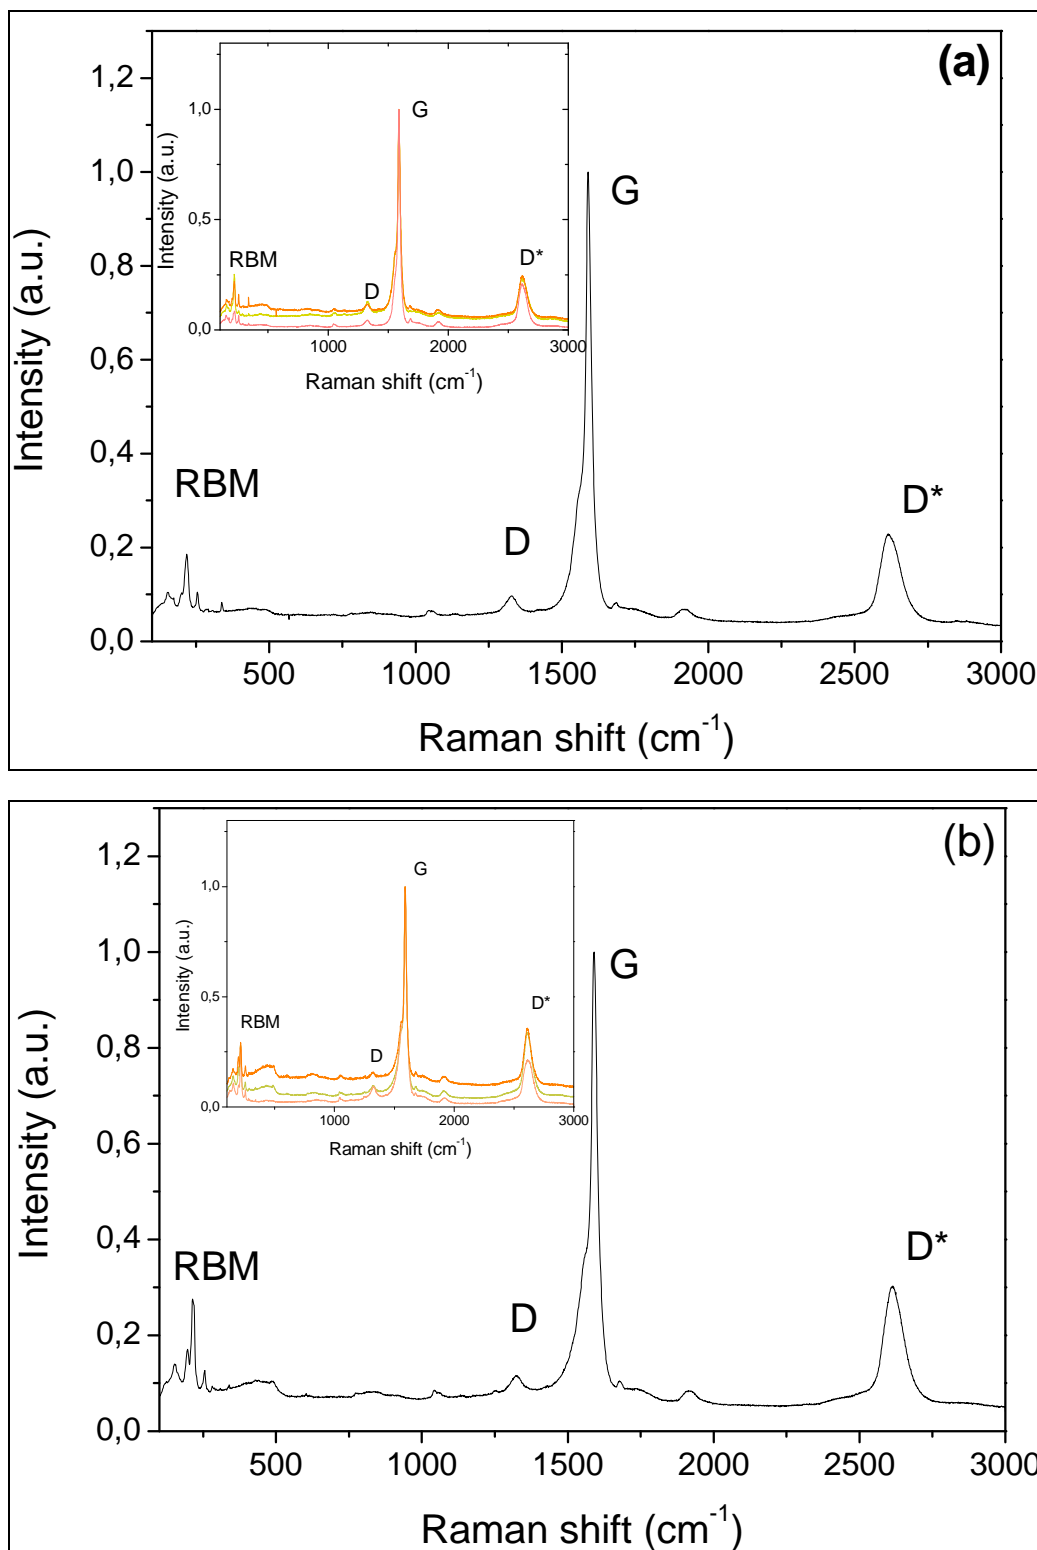 (a)
1,2
1,0
0,8
0,6
0,4
0,2
0,0
Intensity (a.u.)
RBM
D
G
D*
500
1000
1500
2000
2500
3000
Raman shift (cm-1)
1,0
0,5
0,0
Intensity (a.u.)
RBM
D
G
D*
1000
2000
3000
Raman shift (cm-1)
(b)
1,2
1,0
0,8
0,6
0,4
0,2
0,0
Intensity (a.u.)
RBM
D
G
D*
500
1000
1500
2000
2500
3000
Raman shift (cm-1)
1,0
0,5
0,0
Intensity (a.u.)
RBM
D
G
D*
1000
2000
3000
Raman shift (cm-1)